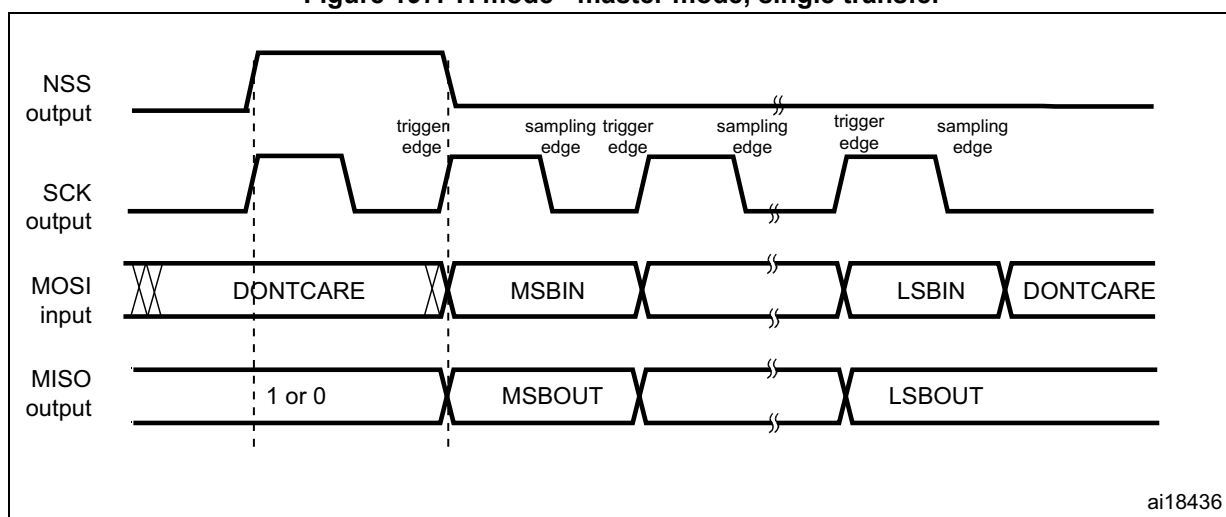 NSS
output
trigger
edge
sampling
edge
trigger
edge
sampling
edge
trigger
edge
sampling
edge
SCK
output
MOSI
input
DONTCARE
MSBIN
LSBIN
DONTCARE
MISO
output
1 or 0
MSBOUT
LSBOUT
ai18436